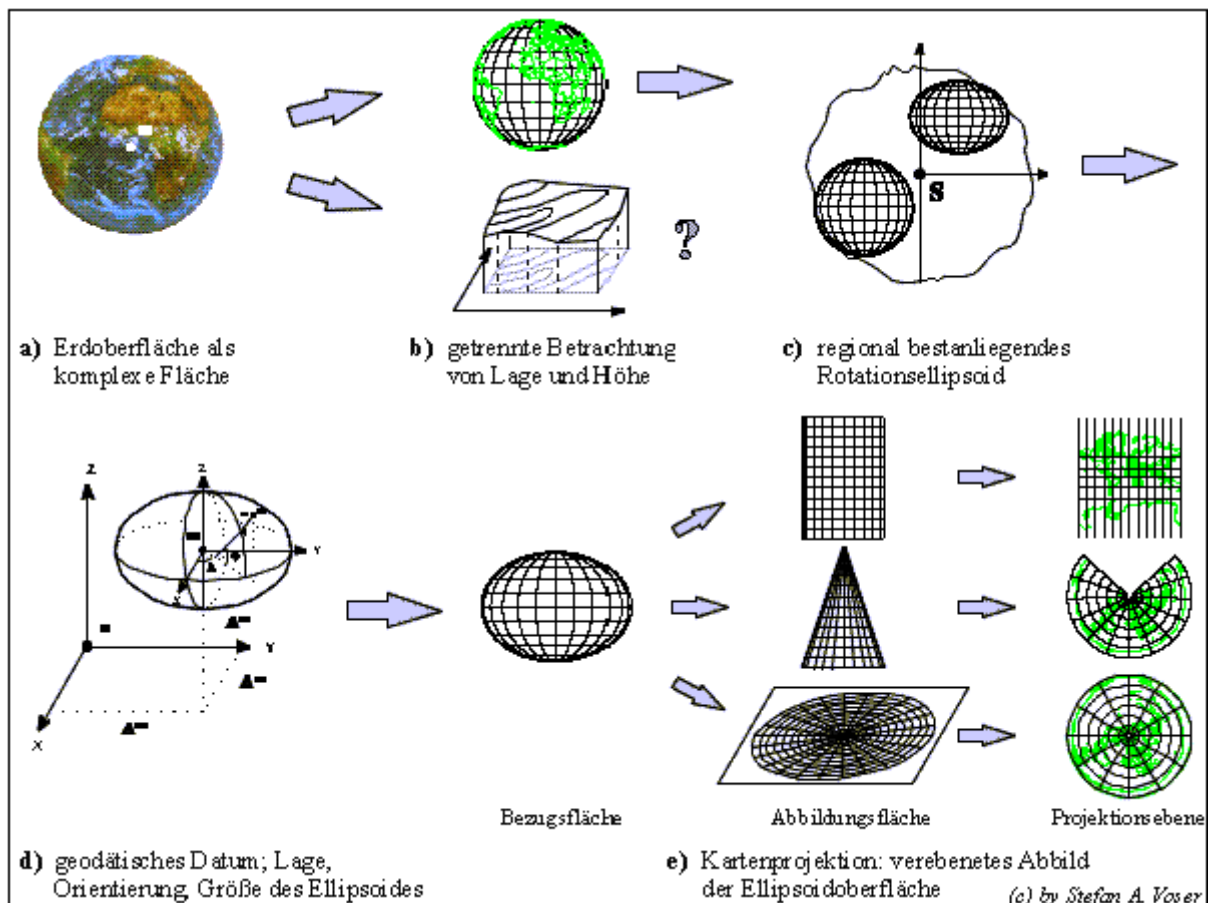 ?
S
a) Erdoberfläche als
komplexe Fläche
b) getrennte Betrachtung
von Lage und Höhe
c) regional bestanliegendes
Rotationsellipsoid
Z
Z
Y
X
Y
X
Bezugsfläche
Abbildungsfläche
Projektionsebene
d) geodätisches Datum; Lage,
Orientierung, Größe des Ellipsoides
e) Kartenprojektion: verebenetes Abbild
der Ellipsoidoberfläche
(c) by Stefan A. Voser